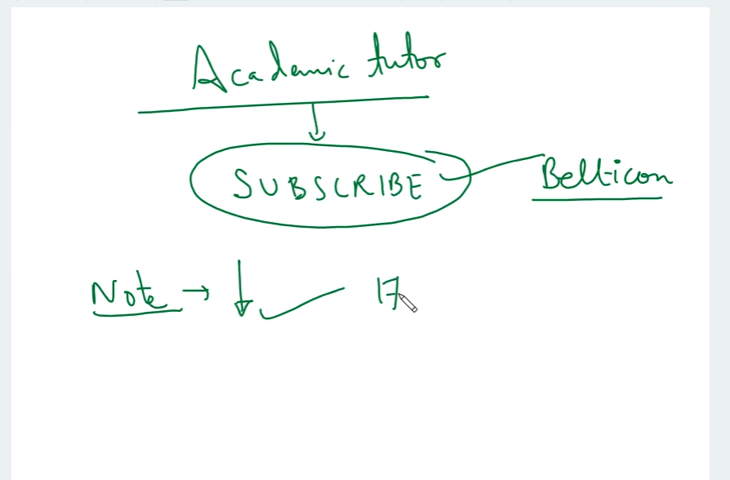 Academic tutor
SUBSCRIBE
Bell-icon
Note → ↓ 17